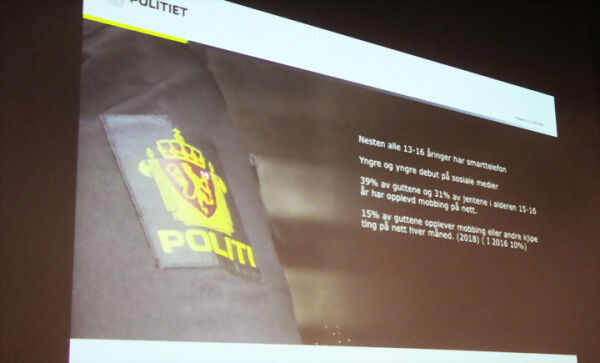 POLITIET
Nesten alle 13-16 åringer har smarttelefon
Yngre og yngre debut på sosiale medier
39% av guttene og 31% av jentene i alderen 15-16
år har opplevd mobbing på nett.
15% av guttene opplever mobbing eller andre kjipe
ting på nett hver måned. (2018) ( I 2016 10%)
POLITI